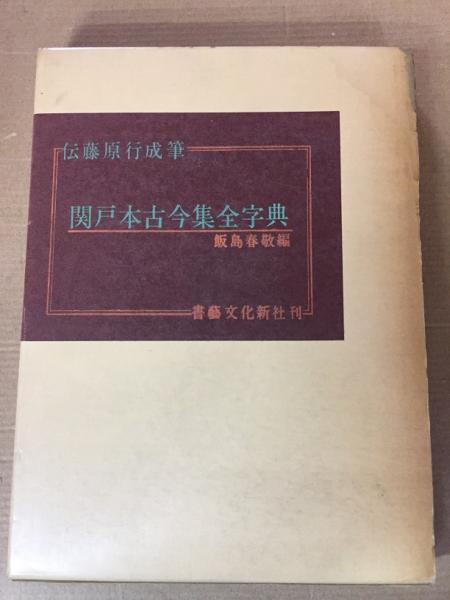 伝藤原行成筆
関戸本古今集全字典
飯島春敬編
書藝文化新社刊